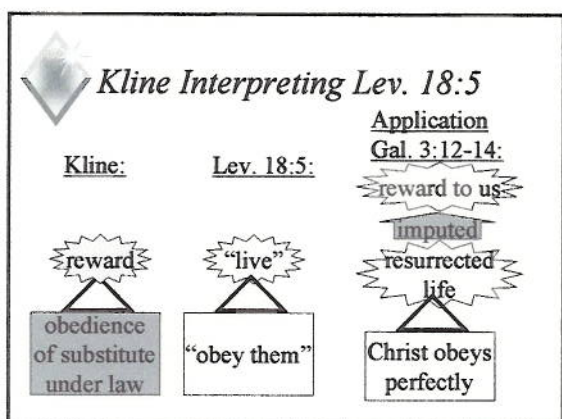 Kline Interpreting Lev. 18:5
Kline:
reward
obedience
of substitute
under law
Lev. 18:5:
"live"
"obey them"
Application
Gal. 3:12-14:
reward to us
imputed
resurrected
life
Christ obeys
perfectly